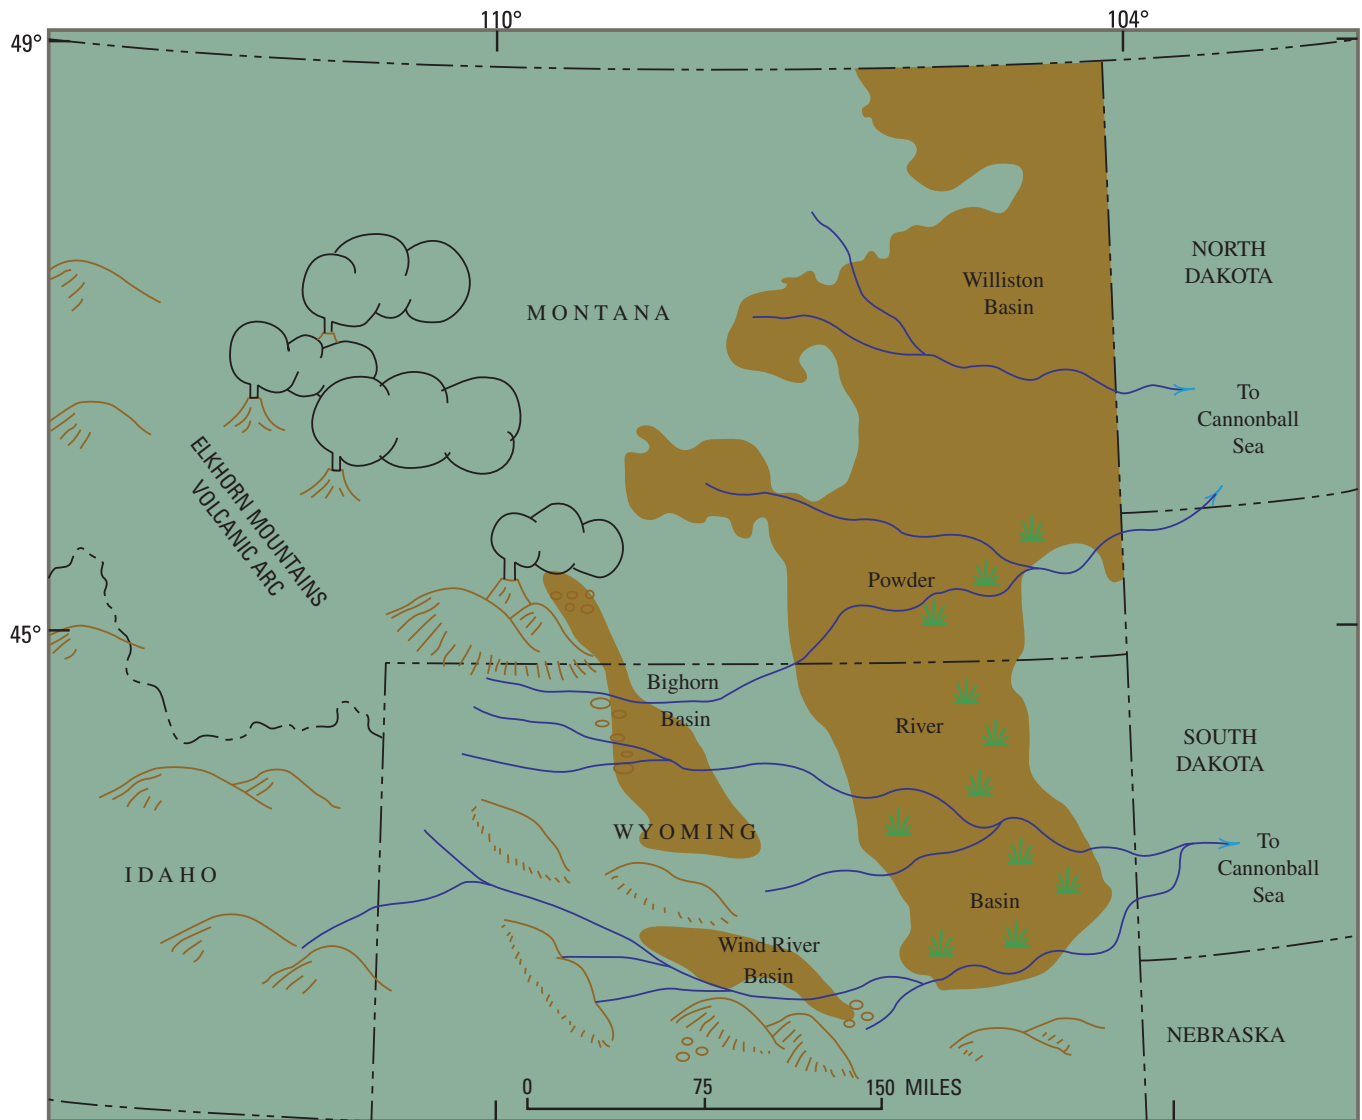 110°
104°
49°
NORTH
DAKOTA
Williston
Basin
MONTANA
To
Cannonball
Sea
ELKHORN MOUNTAINS
VOLCANIC ARC
Powder
45°
Bighorn
Basin
River
SOUTH
DAKOTA
WYOMING
To
Cannonball
Sea
IDAHO
Basin
Wind River
Basin
NEBRASKA
0 75 150 MILES